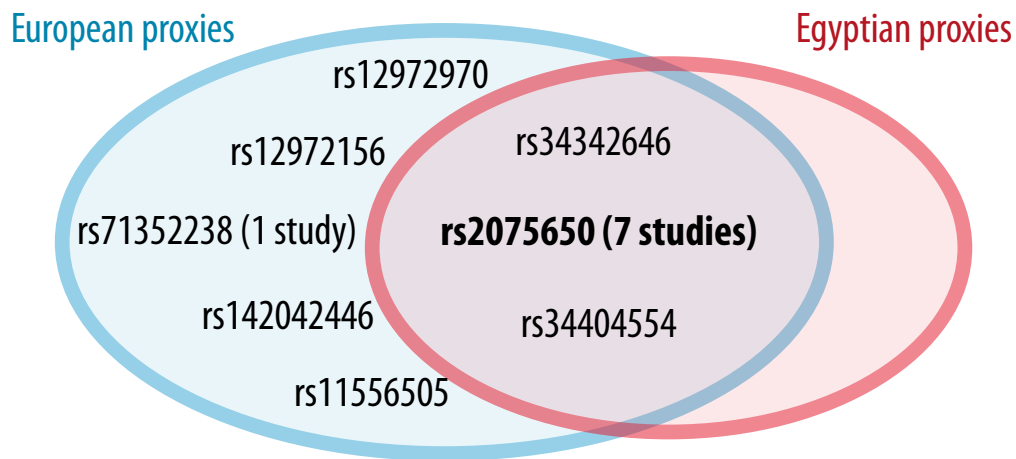 European proxies
Egyptian proxies
rs12972970
rs34342646
rs12972156
rs71352238 (1 study)
rs2075650 (7 studies)
rs142042446
rs34404554
rs11556505